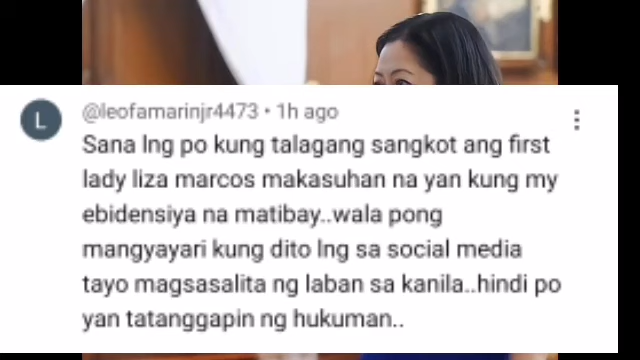 L
@leofamarinjr4473 • 1h ago
Sana lng po kung talagang sangkot ang first
lady liza marcos makasuhan na yan kung my
ebidensiya na matibay..wala pong
mangyayari kung dito lng sa social media
tayo magsasalita ng laban sa kanila..hindi po
yan tatanggapin ng hukuman..